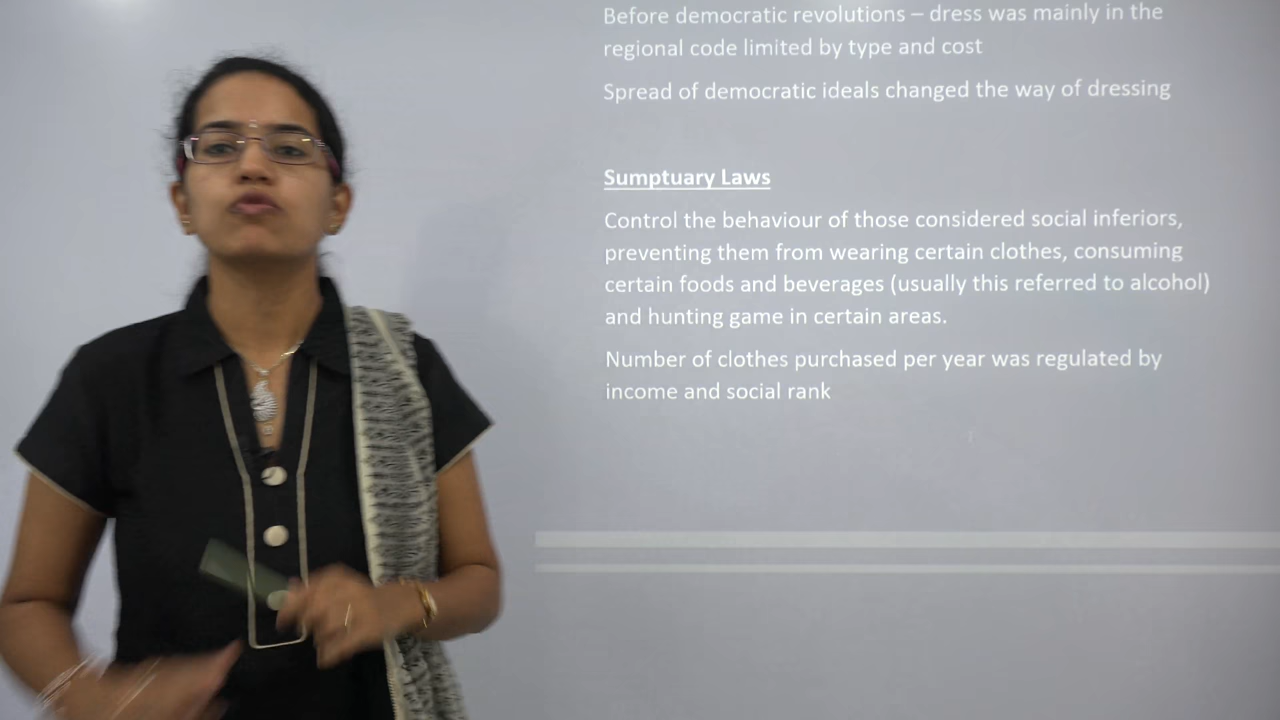 Before democratic revolutions – dress was mainly in the
regional code limited by type and cost
Spread of democratic ideals changed the way of dressing
Sumptuary Laws
Control the behaviour of those considered social inferiors,
preventing them from wearing certain clothes, consuming
certain foods and beverages (usually this referred to alcohol)
and hunting game in certain areas.
Number of clothes purchased per year was regulated by
income and social rank